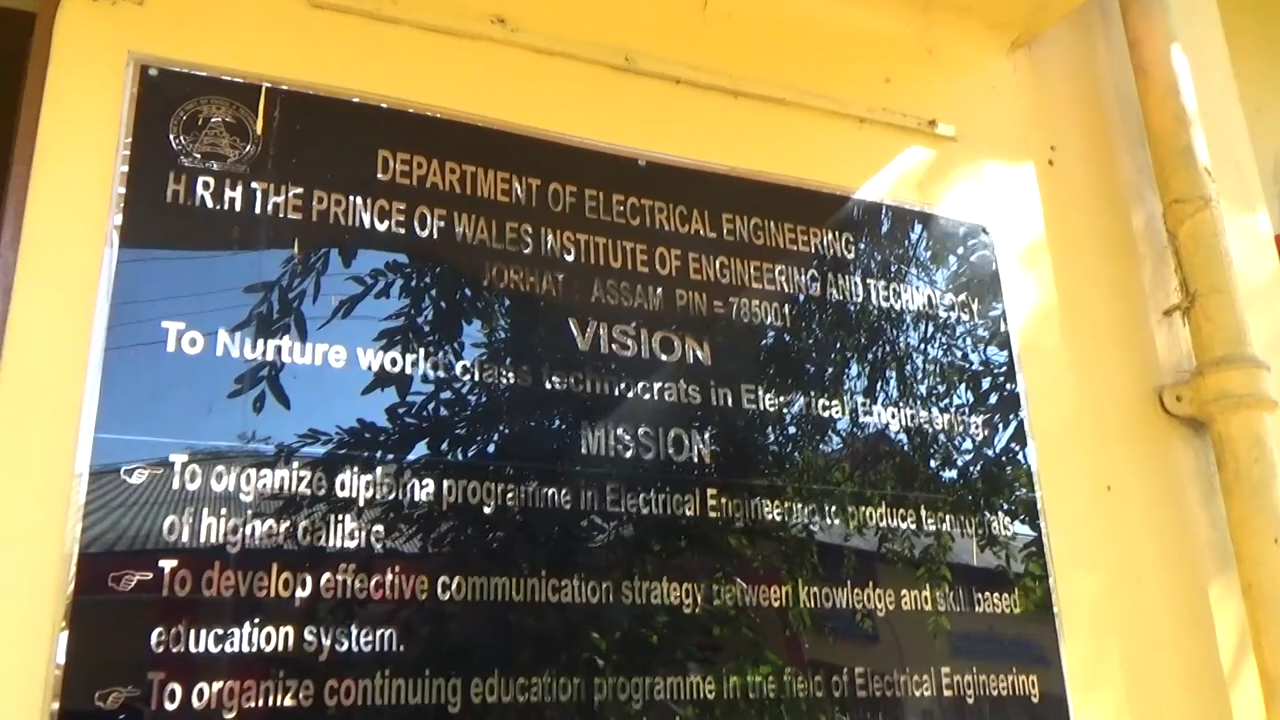 DEPARTMENT OF ELECTRICAL ENGINEERING
H.R.H THE PRINCE OF WALES INSTITUTE OF ENGINEERING AND TECHNOLOGY
JORHAT : ASSAM PIN = 785001
VISION
To Nurture world class technocrats in Electrical Engineering.
MISSION
To organize diploma programme in Electrical Engineering to produce technocrats
of higher calibre.
To develop effective communication strategy between knowledge and skill based
education system.
To organize continuing education programme in the field of Electrical Engineering